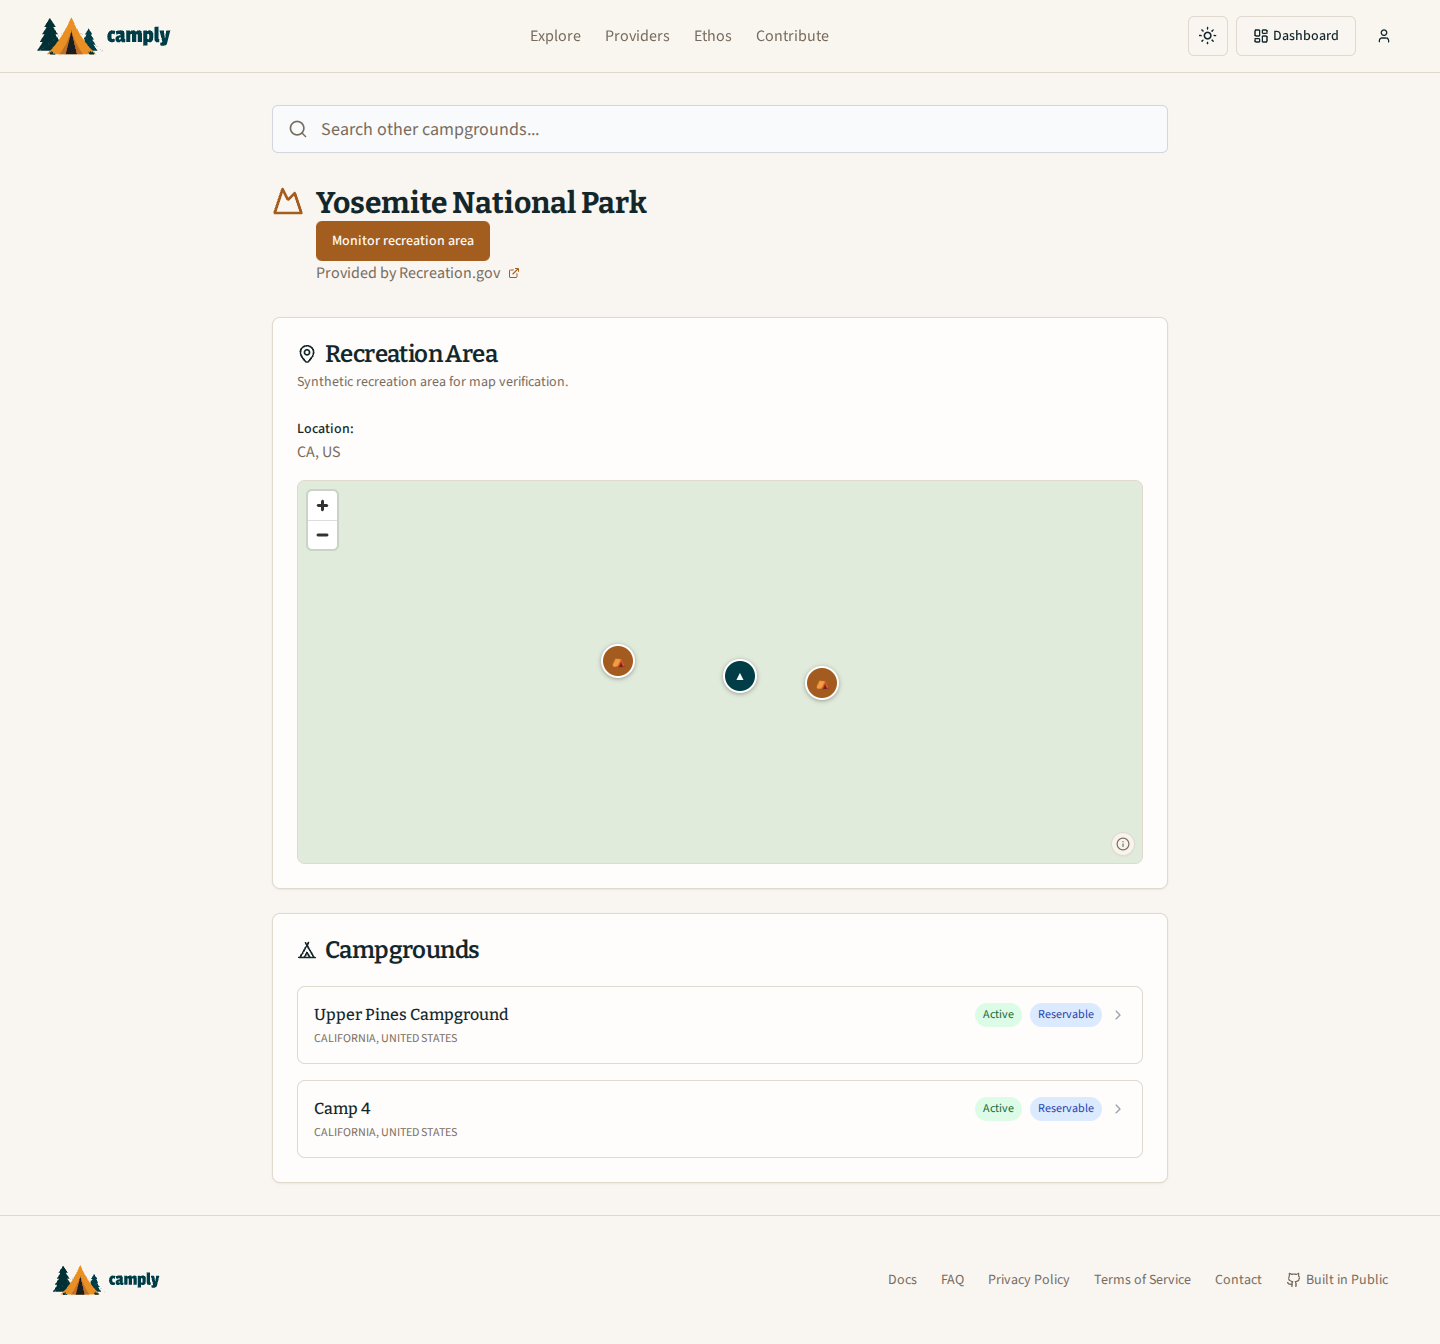 camply
Explore Providers Ethos Contribute
Dashboard
Search other campgrounds...
Yosemite National Park
Monitor recreation area
Provided by Recreation.gov
Recreation Area
Synthetic recreation area for map verification.
Location:
CA, US
Campgrounds
Upper Pines Campground
Active Reservable
CALIFORNIA, UNITED STATES
Camp 4
Active Reservable
CALIFORNIA, UNITED STATES
camply
Docs FAQ Privacy Policy Terms of Service Contact Built in Public